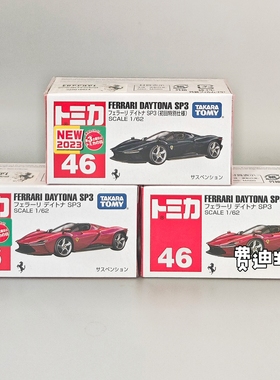 トミカ
FERRARI DAYTONA SP3
フェラーリ デイトナ SP3 (初回特別仕様)
SCALE 1/62
TAKARA
TOMY
NEW
2023
46
サスペンション
FERRARI DAYTONA SP3
フェラーリ デイトナ SP3
SCALE 1/62
TAKARA
TOMY
サスペンション
トミカ
FERRARI DAYTONA SP3
フェラーリ デイトナ SP3
SCALE 1/62
46
费迪